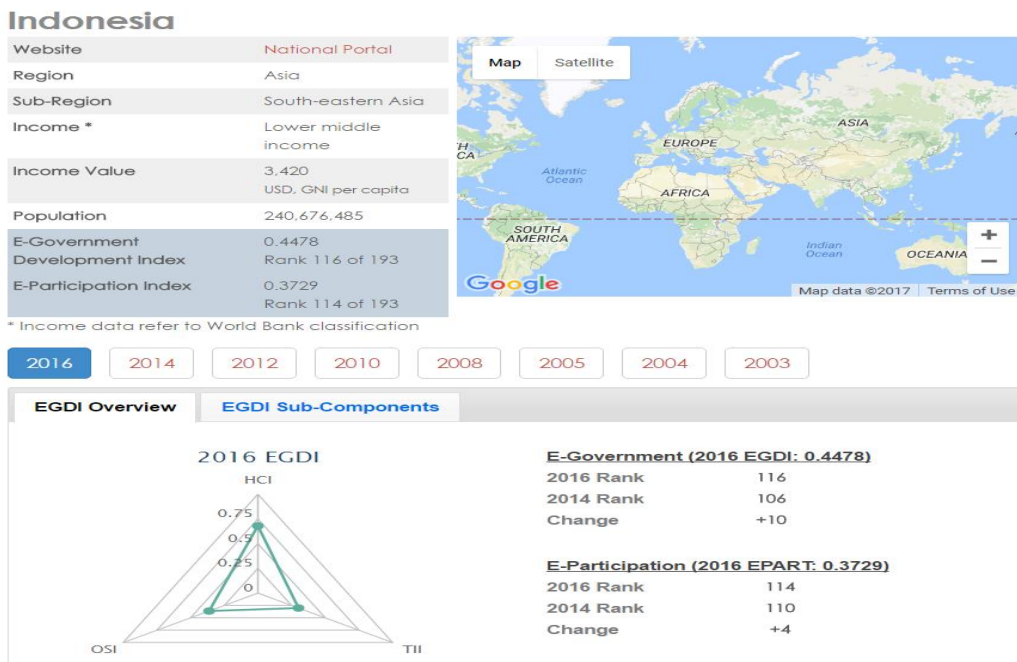 Indonesia
Website National Portal
Region Asia
Sub-Region South-eastern Asia
Income * Lower middle
income
Income Value 3,420
USD, GNI per capita
Population 240,676,485
E-Government 0.4478
Development Index Rank 116 of 193
E-Participation Index 0.3729
Rank 114 of 193
* Income data refer to World Bank classification
Map Satellite
ASIA
EUROPE
H
CA
Atlantic
Ocean
AFRICA
SOUTH
AMERICA
Indian
Ocean
OCEANIA
+
−
Google
Map data ©2017 Terms of Use
2016 2014 2012 2010 2008 2005 2004 2003
EGDI Overview EGDI Sub-Components
2016 EGDI
HCI
0.75
0.5
0.25
0
OSI TII
E-Government (2016 EGDI: 0.4478)
2016 Rank 116
2014 Rank 106
Change +10
E-Participation (2016 EPART: 0.3729)
2016 Rank 114
2014 Rank 110
Change +4